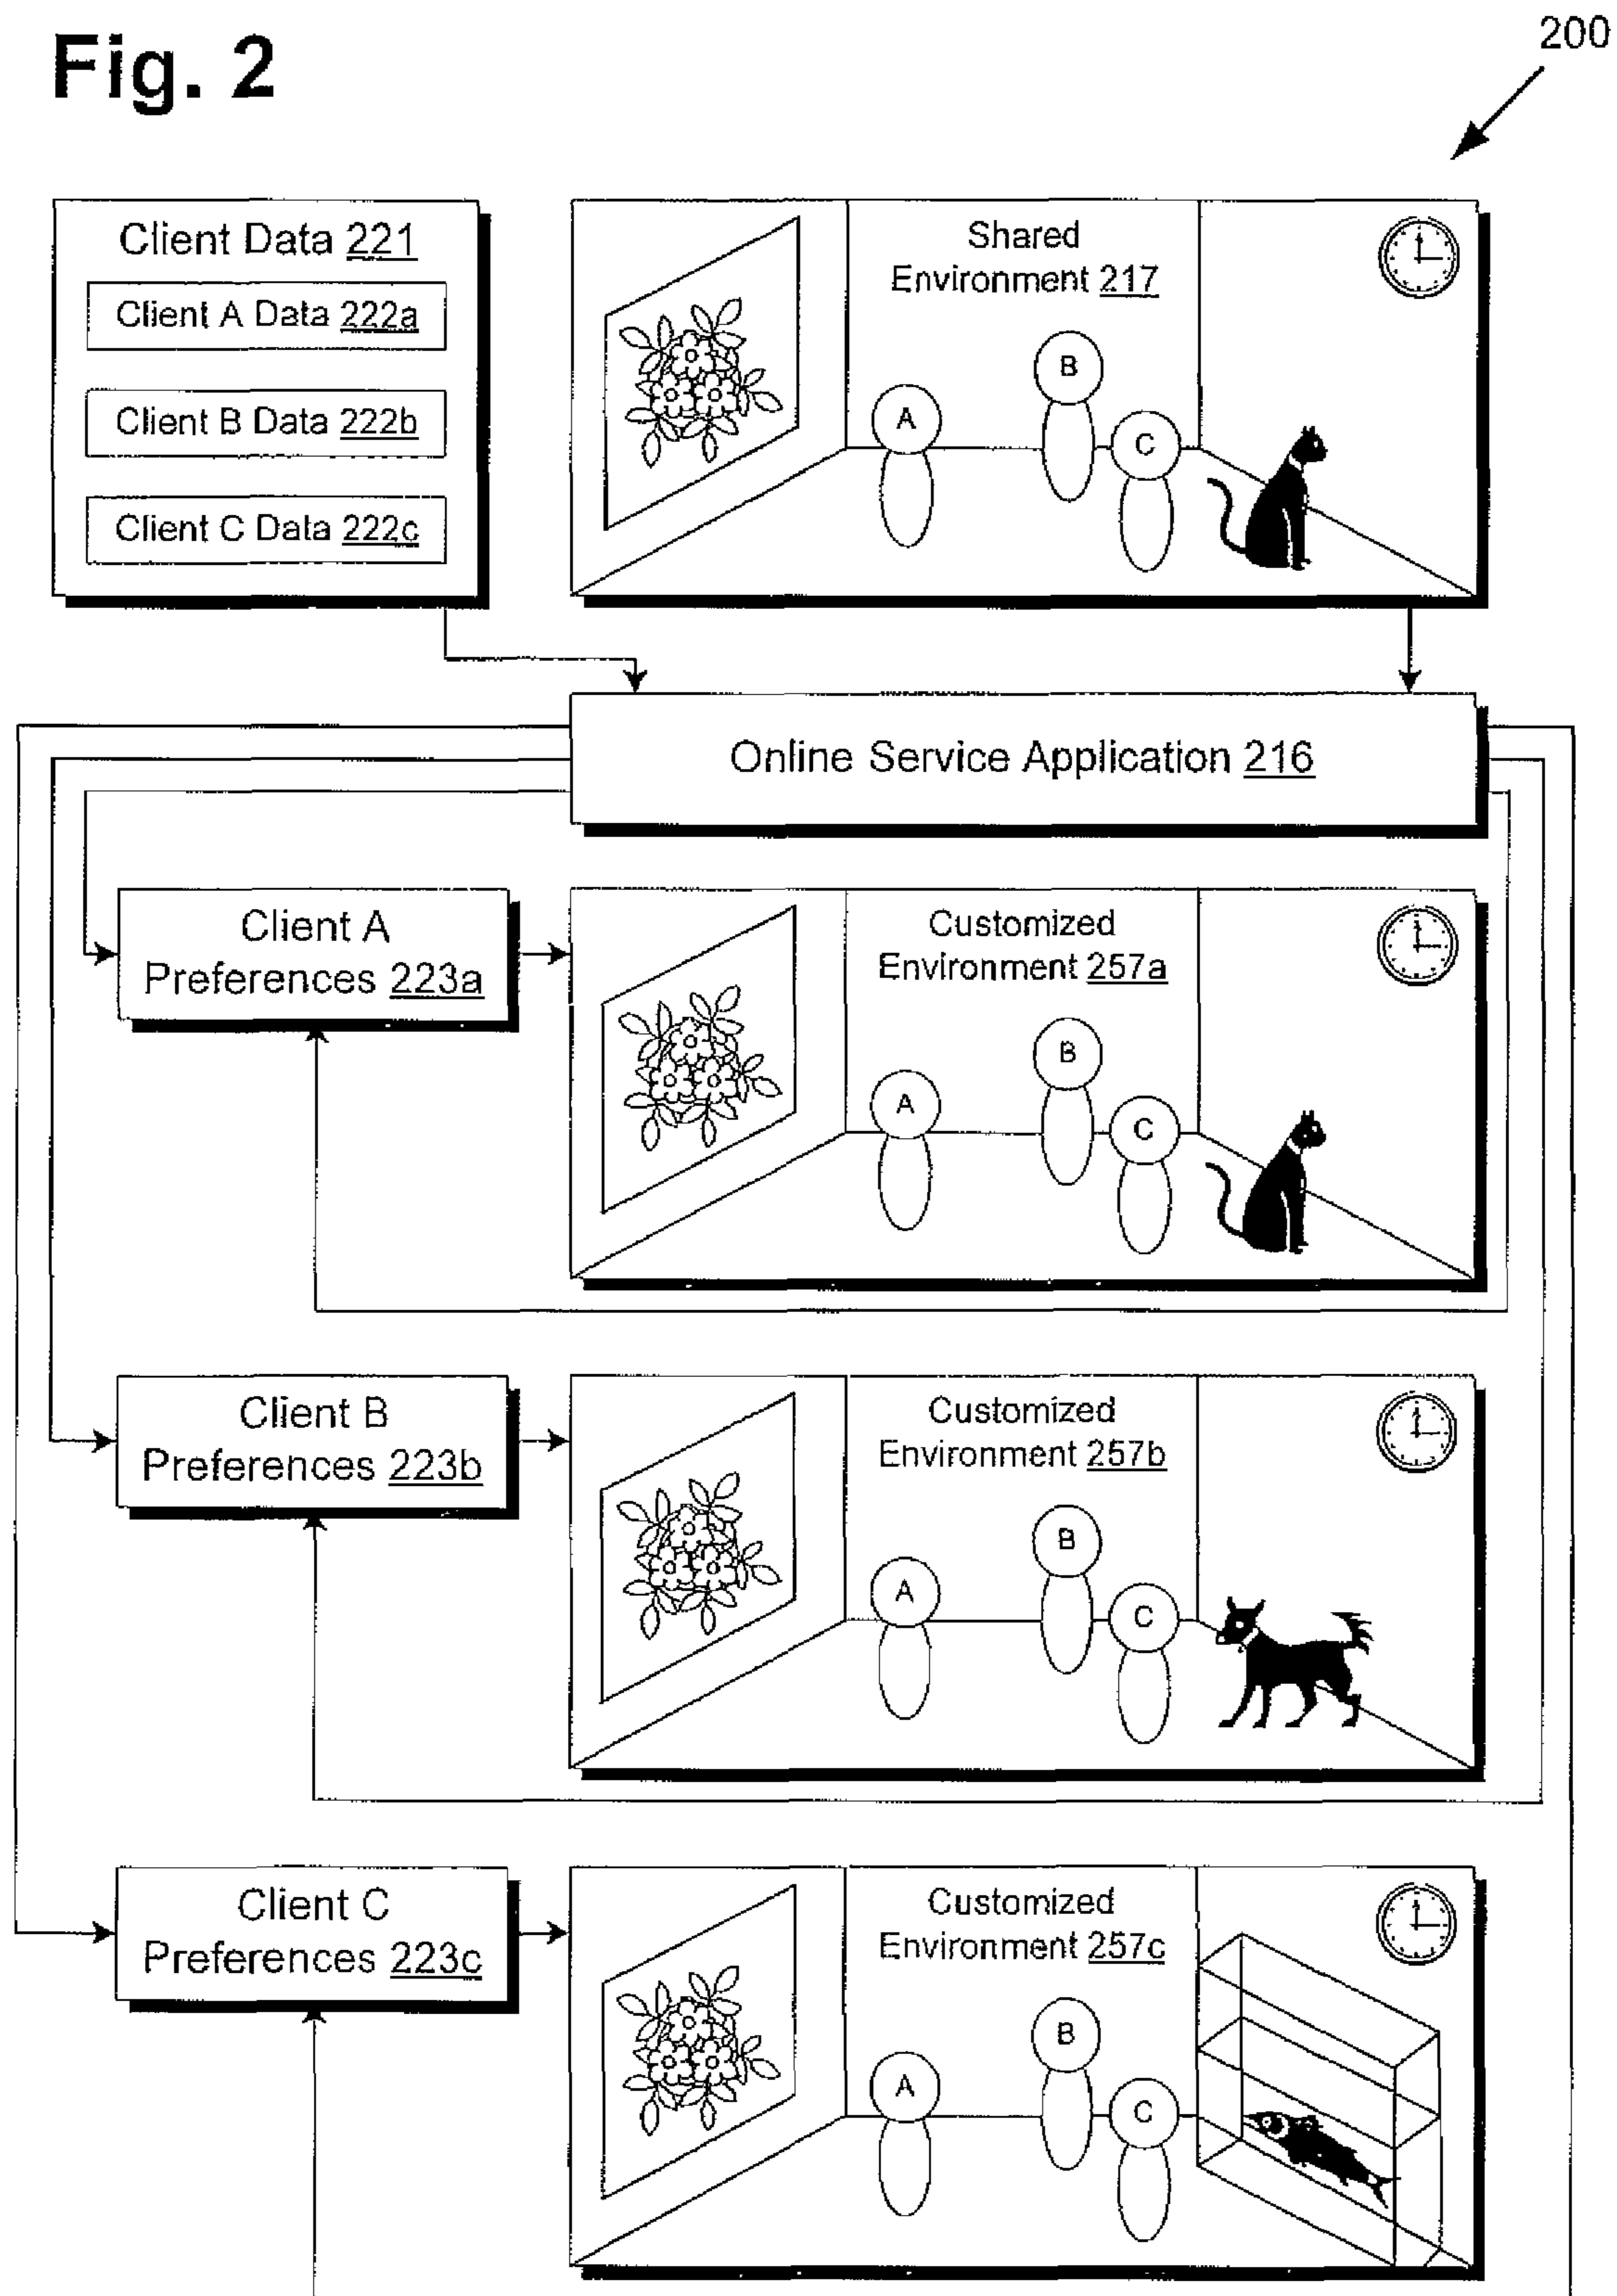 Fig. 2
200
Client Data 221
Client A Data 222a
Client B Data 222b
Client C Data 222c
Shared
Environment 217
A
B
C
Online Service Application 216
Client A
Preferences 223a
Customized
Environment 257a
A
B
C
Client B
Preferences 223b
Customized
Environment 257b
A
B
C
Client C
Preferences 223c
Customized
Environment 257c
A
B
C